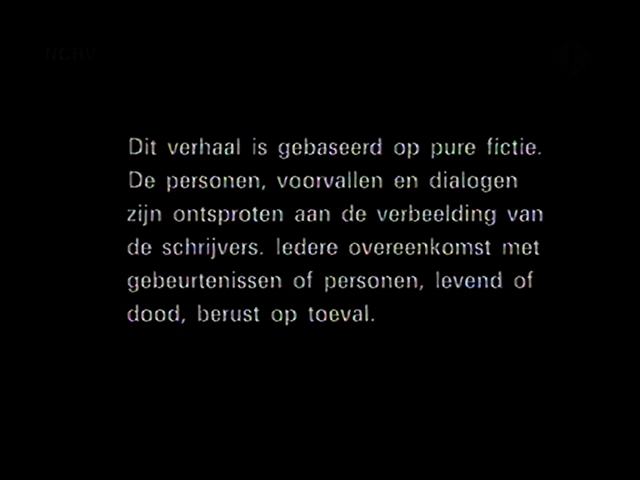 NCRV
Dit verhaal is gebaseerd op pure fictie.
De personen, voorvallen en dialogen
zijn ontsproten aan de verbeelding van
de schrijvers. Iedere overeenkomst met
gebeurtenissen of personen, levend of
dood, berust op toeval.